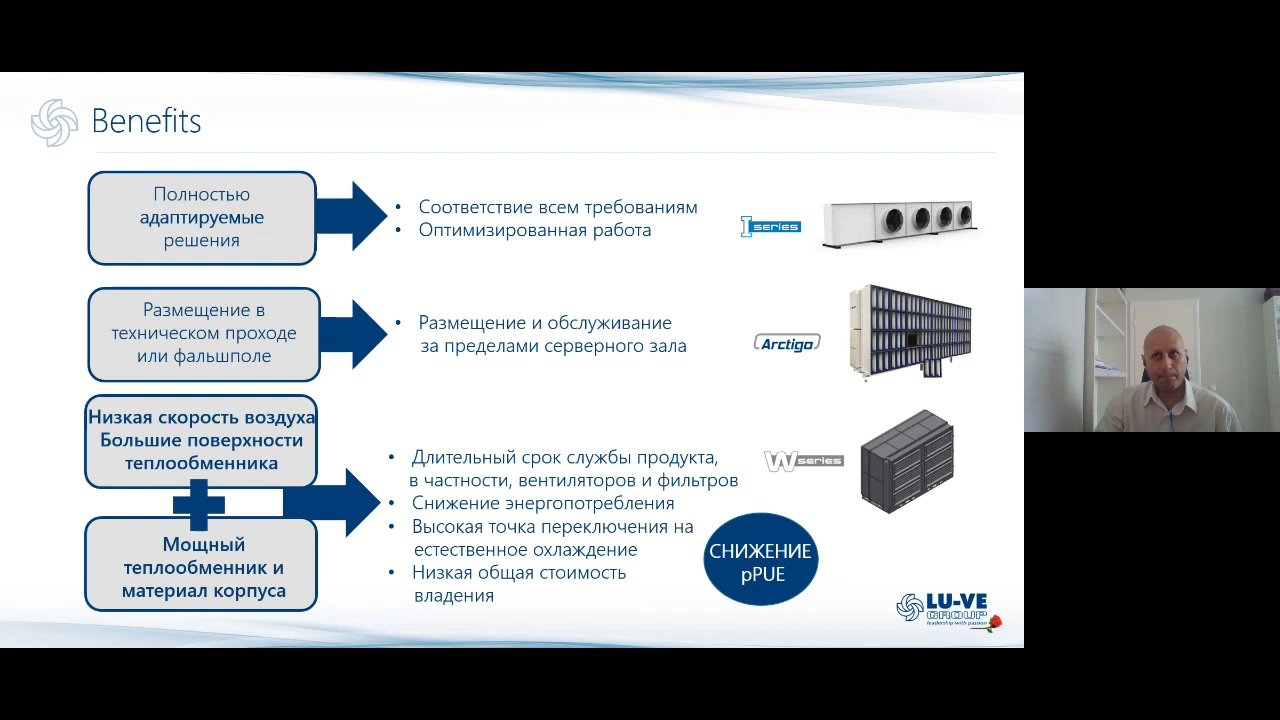 Benefits
Полностью
адаптируемые
решения
• Соответствие всем требованиям
• Оптимизированная работа
I series
Размещение в
техническом проходе
или фальшполе
• Размещение и обслуживание
за пределами серверного зала
Arctigo
Низкая скорость воздуха
Большие поверхности
теплообменника
Мощный
теплообменник и
материал корпуса
• Длительный срок службы продукта,
в частности, вентиляторов и фильтров
• Снижение энергопотребления
• Высокая точка переключения на
естественное охлаждение
• Низкая общая стоимость
владения
W series
СНИЖЕНИЕ
pPUE
LU-VE
GROUP
leadership with passion